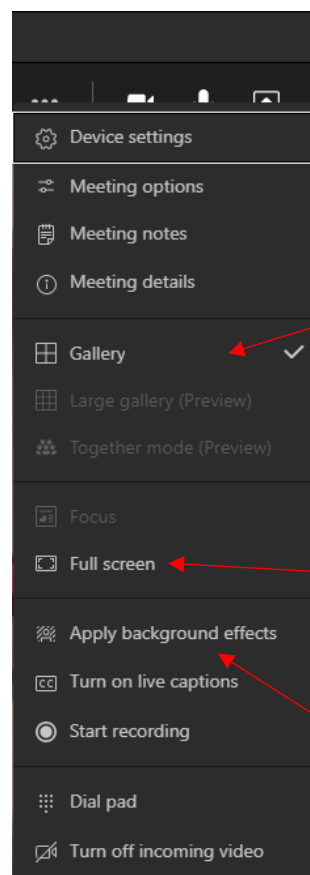 Device settings
Meeting options
Meeting notes
Meeting details
Gallery
Large gallery (Preview)
Together mode (Preview)
Focus
Full screen
Apply background effects
CC Turn on live captions
Start recording
Dial pad
Turn off incoming video